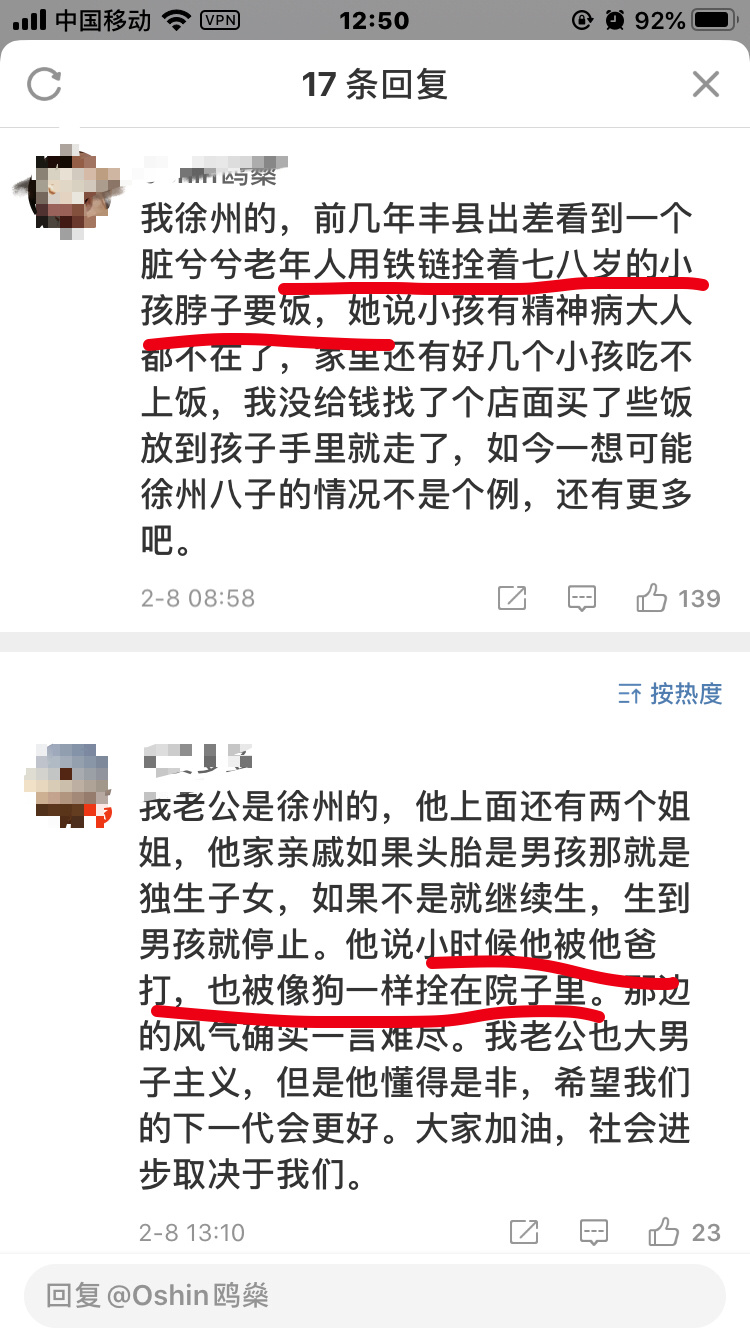 中国移动 VPN 12:50 92%
17 条回复
鸥燊
我徐州的，前几年丰县出差看到一个
脏兮兮老年人用铁链拴着七八岁的小
孩脖子要饭，她说小孩有精神病大人
都不在了，家里还有好几个小孩吃不
上饭，我没给钱找了个店面买了些饭
放到孩子手里就走了，如今一想可能
徐州八子的情况不是个例，还有更多
吧。
2-8 08:58 139
按热度
我老公是徐州的，他上面还有两个姐
姐，他家亲戚如果头胎是男孩那就是
独生子女，如果不是就继续生，生到
男孩就停止。他说小时候他被他爸
打，也被像狗一样拴在院子里。那边
的风气确实一言难尽。我老公也大男
子主义，但是他懂得是非，希望我们
的下一代会更好。大家加油，社会进
步取决于我们。
2-8 13:10 23
回复 @Oshin鸥燊